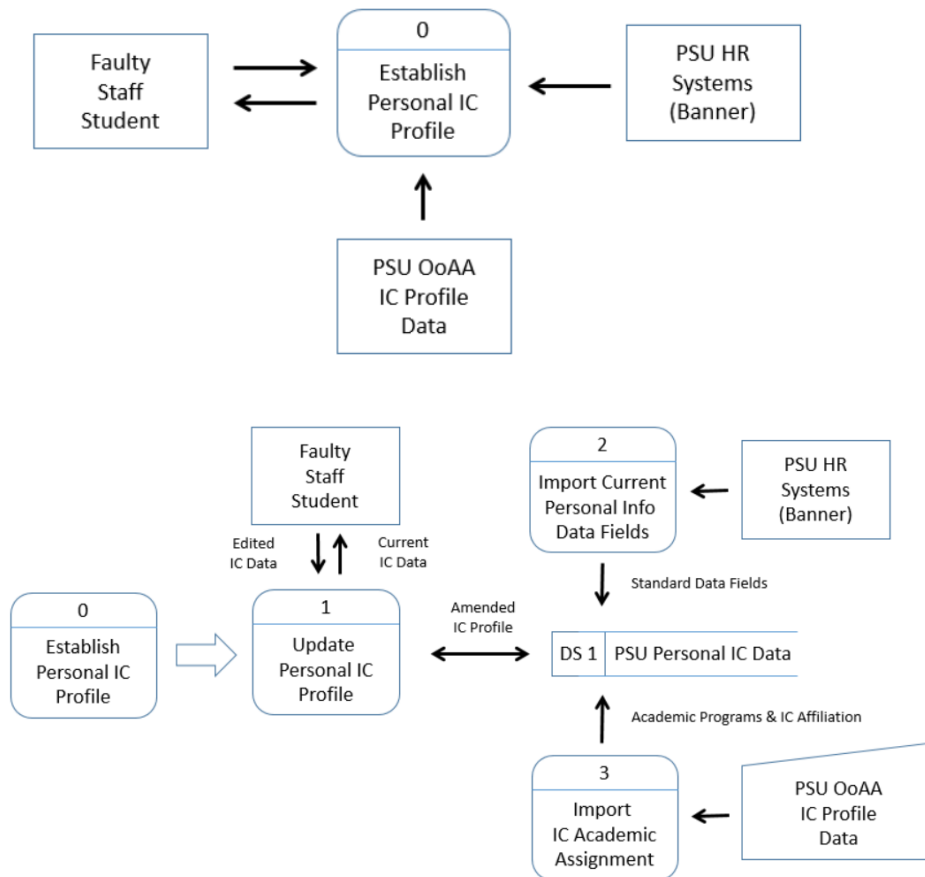 0
Establish
Personal IC
Profile
Faulty
Staff
Student
PSU HR
Systems
(Banner)
PSU OoAA
IC Profile
Data
Faulty
Staff
Student
2
Import Current
Personal Info
Data Fields
PSU HR
Systems
(Banner)
Edited
IC Data
Current
IC Data
Standard Data Fields
0
Establish
Personal IC
Profile
1
Update
Personal IC
Profile
Amended
IC Profile
DS 1 PSU Personal IC Data
Academic Programs & IC Affiliation
3
Import
IC Academic
Assignment
PSU OoAA
IC Profile
Data